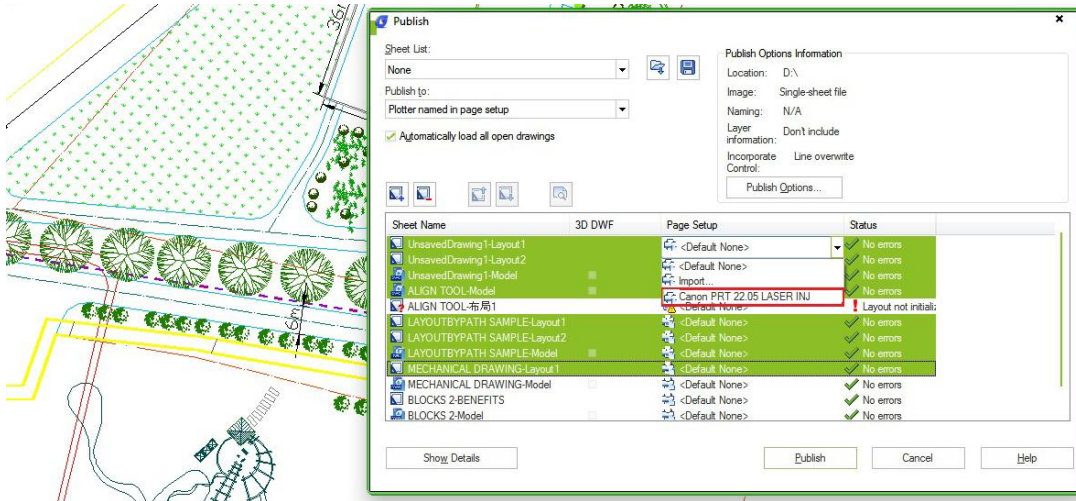 36m
6m
Publish
Sheet List:
None
Publish to:
Plotter named in page setup
Automatically load all open drawings
Publish Options Information
Location: D:\
Image: Single-sheet file
Naming: N/A
Layer information: Don't include
Incorporate Control: Line overwrite
Publish Options...
Sheet Name 3D DWF Page Setup Status
UnsavedDrawing1-Layout1 <Default None> No errors
UnsavedDrawing1-Layout2 <Default None> No errors
UnsavedDrawing1-Model Import... No errors
ALIGN TOOL-Model Canon PRT 22.05 LASER INJ No errors
ALIGN TOOL-布局1 <Default None> Layout not initializ
LAYOUTBYPATH SAMPLE-Layout1 <Default None> No errors
LAYOUTBYPATH SAMPLE-Layout2 <Default None> No errors
LAYOUTBYPATH SAMPLE-Model <Default None> No errors
MECHANICAL DRAWING-Layout1 <Default None> No errors
MECHANICAL DRAWING-Model <Default None> No errors
BLOCKS 2-BENEFITS <Default None> No errors
BLOCKS 2-Model <Default None> No errors
Show Details
Publish
Cancel
Help